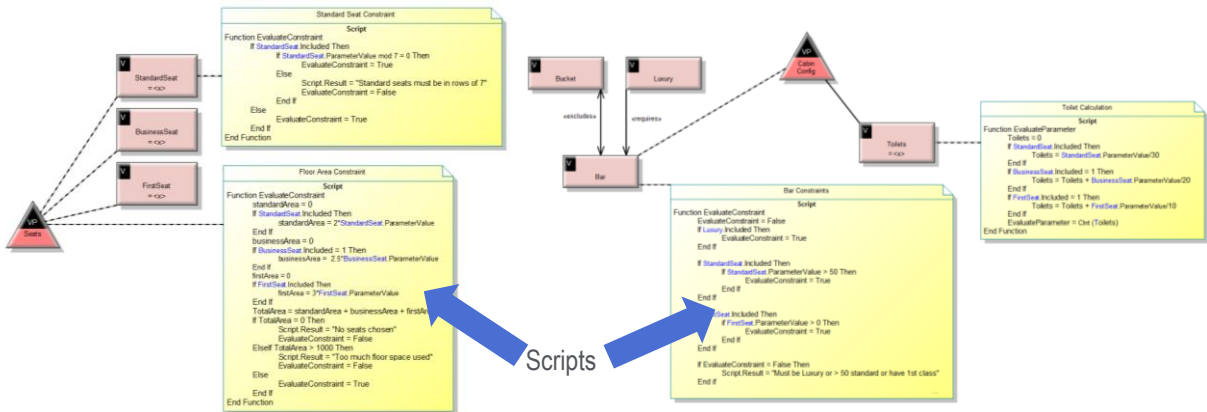 Standard Seat Constraint
Script
Function EvaluateConstraint
If StandardSeat.Included Then
If StandardSeat.ParameterValue mod 7 = 0 Then
EvaluateConstraint = True
Else
Script.Result = "Standard seats must be in rows of 7"
EvaluateConstraint = False
End If
Else
EvaluateConstraint = True
End If
End Function
V
StandardSeat
=<x>
V
BusinessSeat
=<x>
V
FirstSeat
=<x>
VP
Seats
Floor Area Constraint
Script
Function EvaluateConstraint
standardArea = 0
If StandardSeat.Included Then
standardArea = 2*StandardSeat.ParameterValue
End If
businessArea = 0
If BusinessSeat.Included = 1 Then
businessArea = 2.5*BusinessSeat.ParameterValue
End If
firstArea = 0
If FirstSeat.Included Then
firstArea = 3*FirstSeat.ParameterValue
End If
TotalArea = standardArea + businessArea + firstAr
If TotalArea = 0 Then
Script.Result = "No seats chosen"
EvaluateConstraint = False
ElseIf TotalArea > 1000 Then
Script.Result = "Too much floor space used"
EvaluateConstraint = False
Else
EvaluateConstraint = True
End If
End Function
Scripts
V
Bucket
V
Luxury
«excludes»
«requires»
V
Bar
VP
Cabin
Config
V
Toilets
=<x>
Bar Constraints
Script
Function EvaluateConstraint
EvaluateConstraint = False
If Luxury.Included Then
EvaluateConstraint = True
End If
If StandardSeat.Included Then
If StandardSeat.ParameterValue > 50 Then
EvaluateConstraint = True
End If
End If
Seat.Included Then
if FirstSeat.ParameterValue > 0 Then
EvaluateConstraint = True
End If
End If
If EvaluateConstraint = False Then
Script.Result = "Must be Luxury or > 50 standard or have 1st class"
End if
...
Toilet Calculation
Script
Function EvaluateParameter
Toilets = 0
If StandardSeat.Included Then
Toilets = StandardSeat.ParameterValue/30
End If
If BusinessSeat.Included = 1 Then
Toilets = Toilets + BusinessSeat.ParameterValue/20
End If
If FirstSeat.Included = 1 Then
Toilets = Toilets + FirstSeat.ParameterValue/10
End If
EvaluateParameter = CInt (Toilets)
End Function